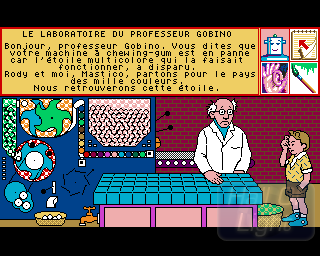 LE LABORATOIRE DU PROFESSEUR GOBINO
Bonjour, professeur Gobino. Vous dites que
votre machine à chewing-gum est en panne
car l'étoile multicolore qui la faisait
fonctionner, a disparu.
Rody et moi, Mastico, partons pour le pays
des mille couleurs.
Nous retrouverons cette étoile.